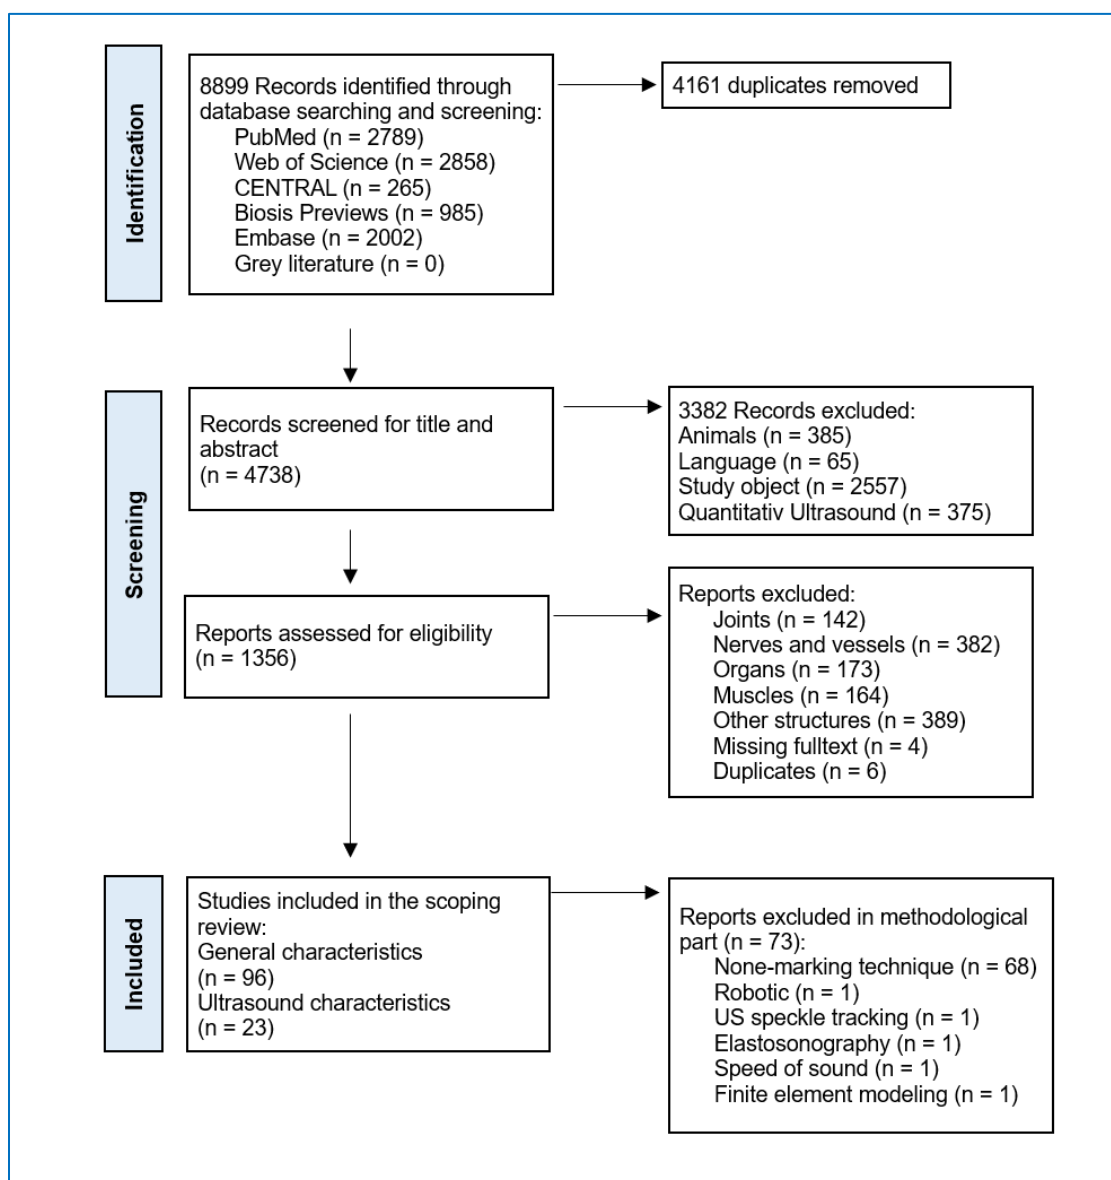 Identification
8899 Records identified through
database searching and screening:
PubMed (n = 2789)
Web of Science (n = 2858)
CENTRAL (n = 265)
Biosis Previews (n = 985)
Embase (n = 2002)
Grey literature (n = 0)
4161 duplicates removed
Screening
Records screened for title and
abstract
(n = 4738)
3382 Records excluded:
Animals (n = 385)
Language (n = 65)
Study object (n = 2557)
Quantitativ Ultrasound (n = 375)
Reports assessed for eligibility
(n = 1356)
Reports excluded:
Joints (n = 142)
Nerves and vessels (n = 382)
Organs (n = 173)
Muscles (n = 164)
Other structures (n = 389)
Missing fulltext (n = 4)
Duplicates (n = 6)
Included
Studies included in the scoping
review:
General characteristics
(n = 96)
Ultrasound characteristics
(n = 23)
Reports excluded in methodological
part (n = 73):
None-marking technique (n = 68)
Robotic (n = 1)
US speckle tracking (n = 1)
Elastosonography (n = 1)
Speed of sound (n = 1)
Finite element modeling (n = 1)